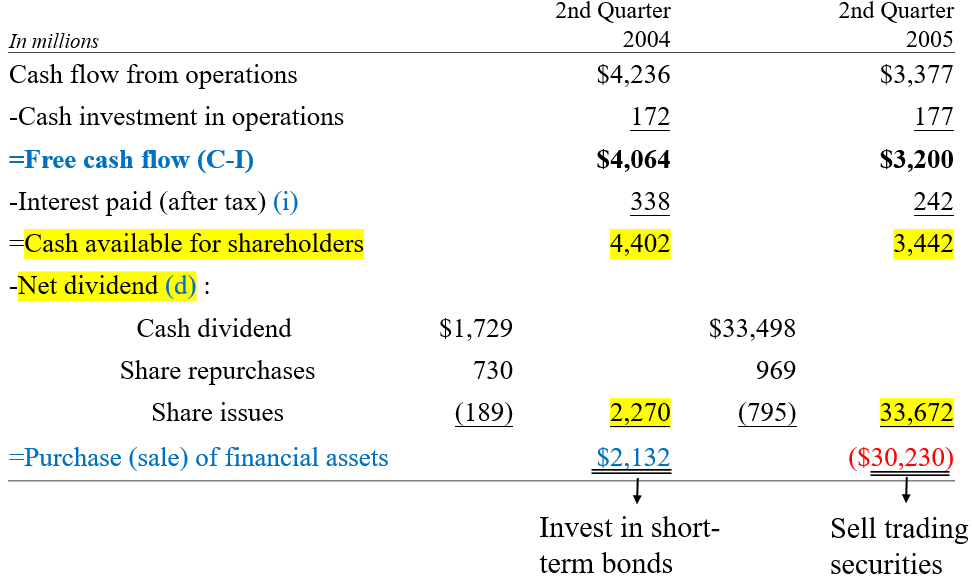 2nd Quarter 2nd Quarter
In millions 2004 2005
Cash flow from operations $4,236 $3,377
-Cash investment in operations 172 177
=Free cash flow (C-I) $4,064 $3,200
-Interest paid (after tax) (i) 338 242
=Cash available for shareholders 4,402 3,442
-Net dividend (d) :
Cash dividend $1,729 $33,498
Share repurchases 730 969
Share issues (189) 2,270 (795) 33,672
=Purchase (sale) of financial assets $2,132 ($30,230)
Invest in short- Sell trading
term bonds securities